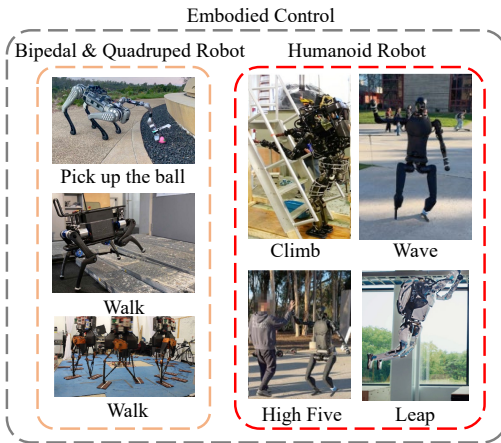 Embodied Control
Bipedal & Quadruped Robot
Humanoid Robot
Pick up the ball
Walk
Walk
Climb
Wave
High Five
Leap